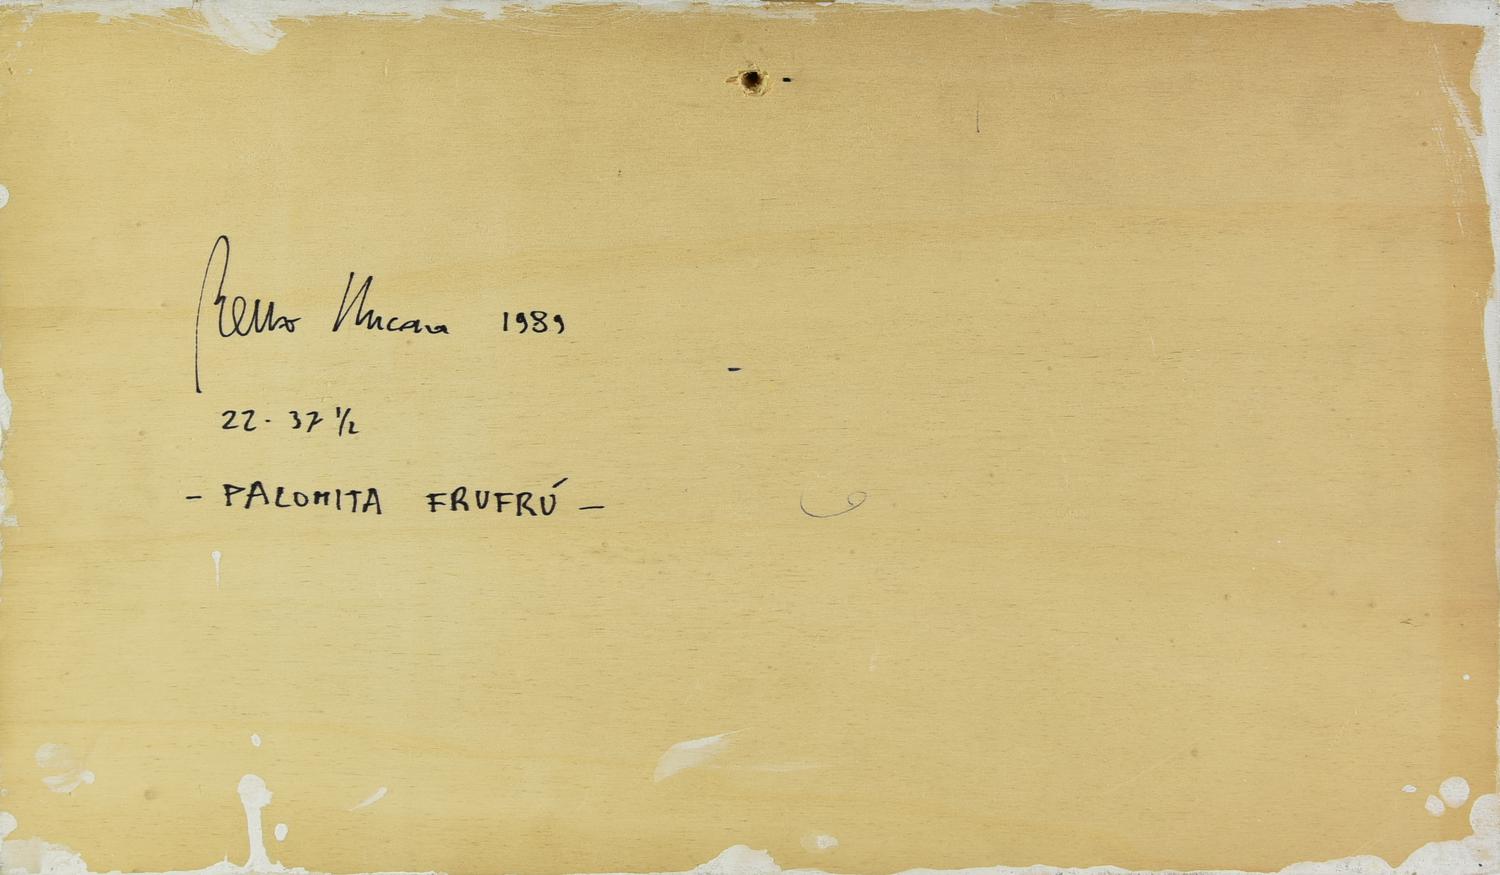 1989
22 - 37 1/2
- PALOMITA FRUFRÚ -